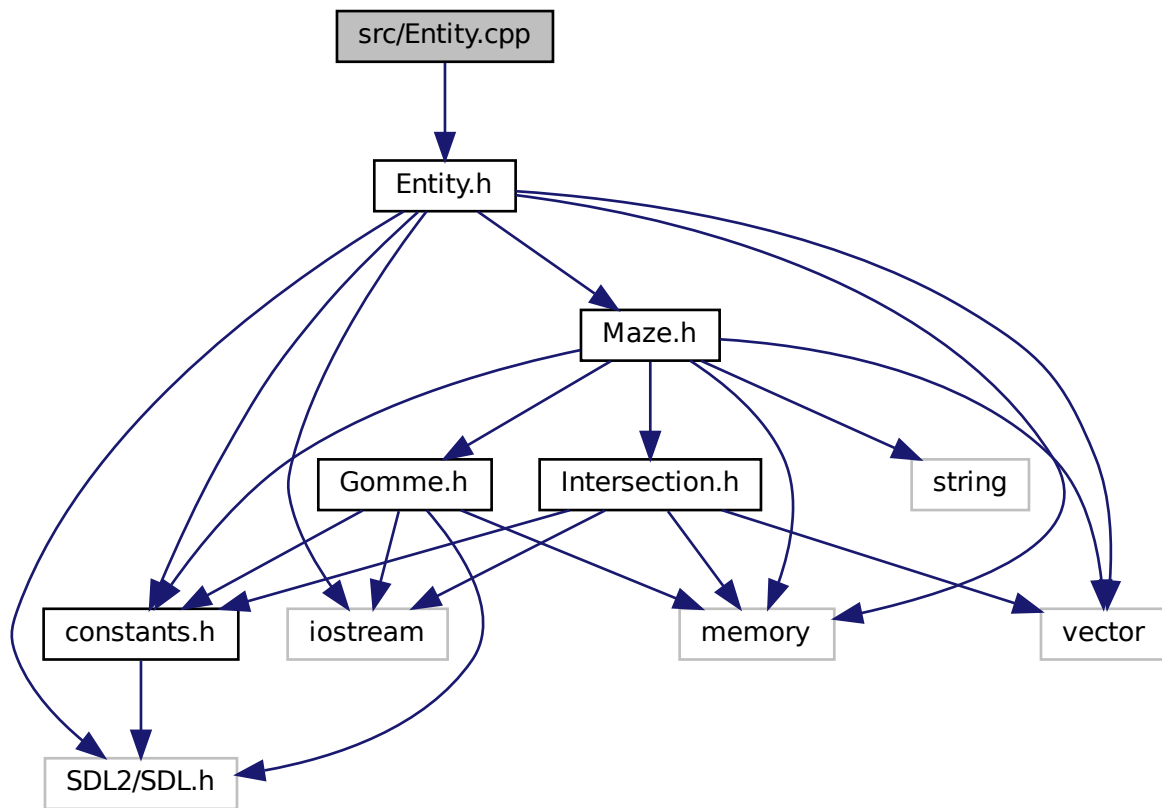 src/Entity.cpp
Entity.h
Maze.h
Gomme.h
Intersection.h
string
constants.h
iostream
memory
vector
SDL2/SDL.h